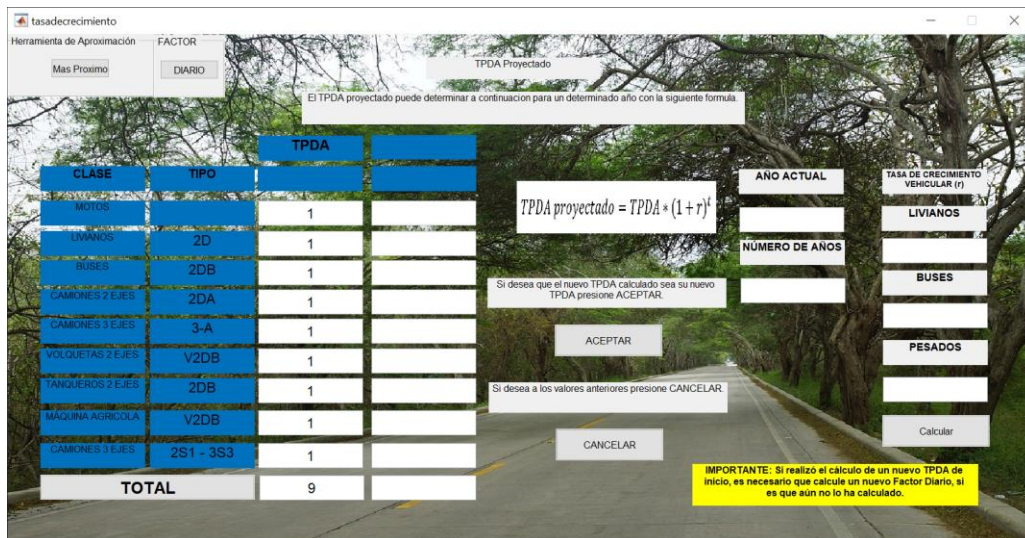 tasadecrecimiento
Herramienta de Aproximación
FACTOR
Mas Proximo
DIARIO
TPDA Proyectado
El TPDA proyectado puede determinar a continuacion para un determinado año con la siguiente formula.
TPDA
CLASE TIPO
MOTOS 1
LIVIANOS 2D 1
BUSES 2DB 1
CAMIONES 2 EJES 2DA 1
CAMIONES 3 EJES 3-A 1
VOLQUETAS 2 EJES V2DB 1
TANQUEROS 2 EJES 2DB 1
MÁQUINA AGRICOLA V2DB 1
CAMIONES 3 EJES 2S1 - 3S3 1
TOTAL 9
TPDA proyectado = TPDA * (1 + r)^t
Si desea que el nuevo TPDA calculado sea su nuevo
TPDA presione ACEPTAR.
ACEPTAR
Si desea a los valores anteriores presione CANCELAR.
CANCELAR
AÑO ACTUAL
NÚMERO DE AÑOS
TASA DE CRECIMIENTO
VEHICULAR (r)
LIVIANOS
BUSES
PESADOS
Calcular
IMPORTANTE: Si realizó el cálculo de un nuevo TPDA de
inicio, es necesario que calcule un nuevo Factor Diario, si
es que aún no lo ha calculado.